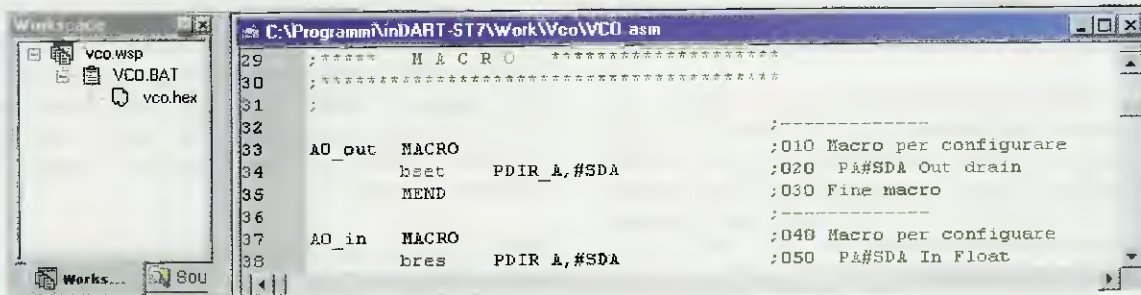 Workspace
vco.wsp
VCO.BAT
vco.hex
Works...
Sou
C:\Programmi\inDART-ST7\Work\Vco\VCO.asm
29 ;***** M A C R O *********************
30 ;******************************************
31 ;
32 ;---------------
33 A0_out MACRO ;010 Macro per configurare
34 bset PDIR_A,#SDA ;020 PA#SDA Out drain
35 MEND ;030 Fine macro
36 ;---------------
37 A0_in MACRO ;040 Macro per configuare
38 bres PDIR_A,#SDA ;050 PA#SDA In Float